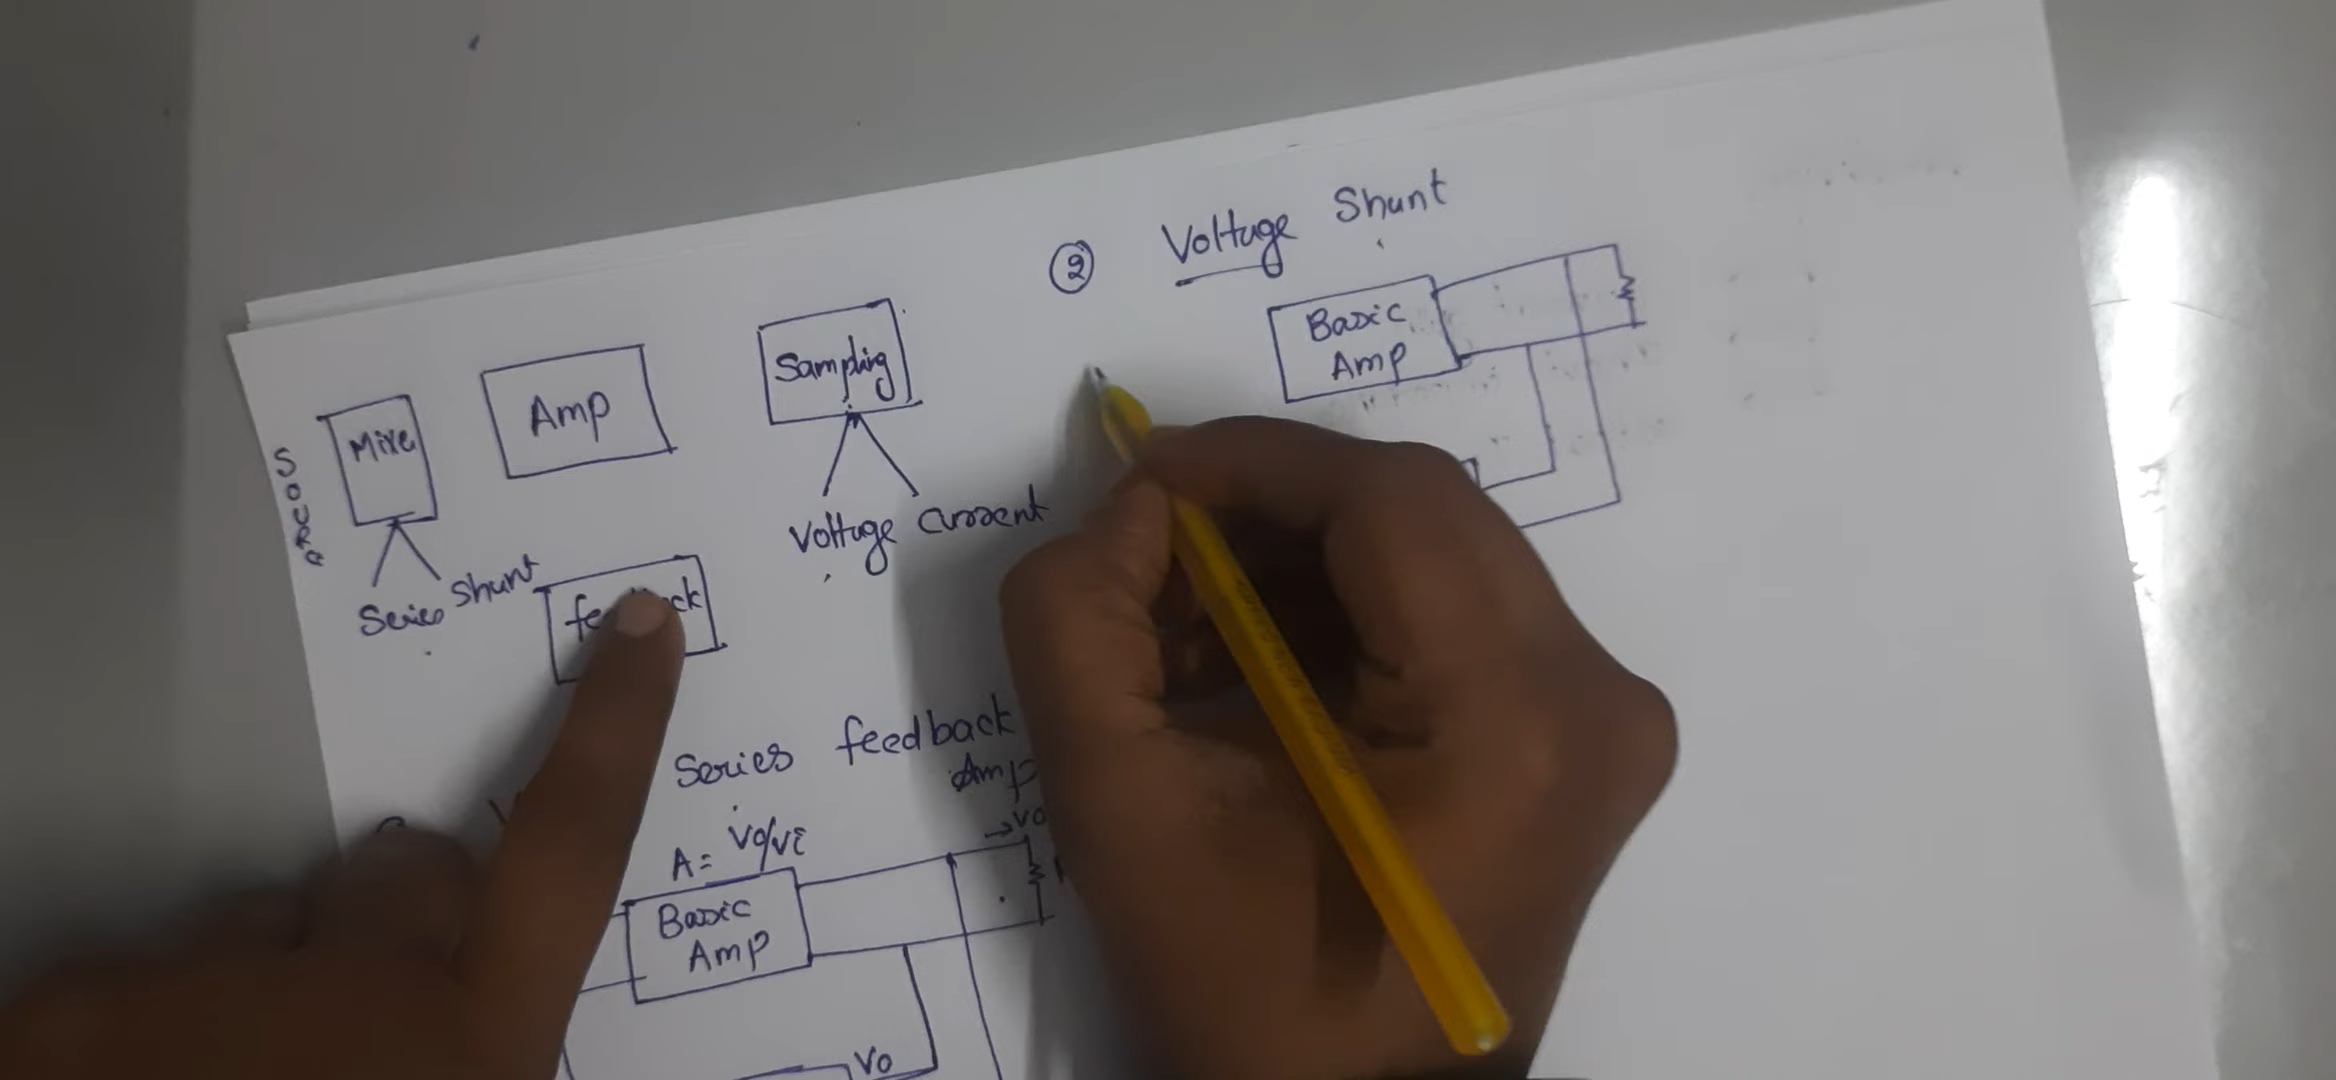 ② Voltage Shunt
Basic
Amp
Sampling
Voltage Current
Amp
Mixe
Series Shunt
Series feedback
Amp
A = Vo/Vi
→Vo
Basic
Amp
Vo